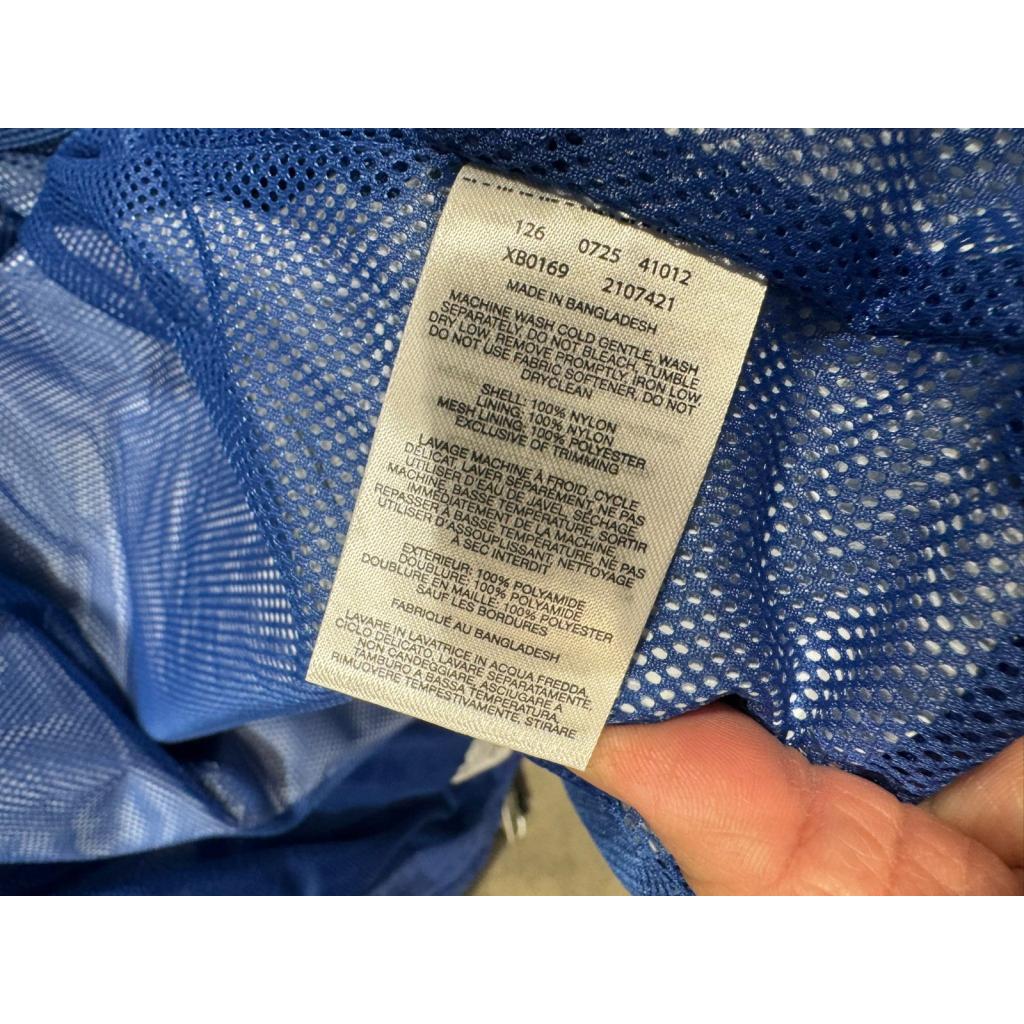 126 0725 41012
XB0169 2107421
MADE IN BANGLADESH
MACHINE WASH COLD GENTLE, WASH
SEPARATELY, DO NOT BLEACH, TUMBLE
DRY LOW, REMOVE PROMPTLY, IRON LOW
DO NOT USE FABRIC SOFTENER, DO NOT
DRYCLEAN
SHELL: 100% NYLON
LINING: 100% NYLON
MESH LINING: 100% POLYESTER
EXCLUSIVE OF TRIMMING
LAVAGE MACHINE A FROID, CYCLE
DÉLICAT, LAVER SÉPARÉMENT, NE PAS
UTILISER D'EAU DE JAVEL, SÉCHAGE
MACHINE, BASSE TEMPÉRATURE, SORTIR
IMMÉDIATEMENT DE LA MACHINE,
REPASSER À BASSE TEMPÉRATURE, NE PAS
UTILISER D'ASSOUPLISSANT, NETTOYAGE
À SEC INTERDIT
EXTERIEUR: 100% POLYAMIDE
DOUBLURE: 100% POLYAMIDE
DOUBLURE EN MAILLE: 100% POLYESTER
SAUF LES BORDURES
FABRIQUÉ AU BANGLADESH
LAVARE IN LAVATRICE IN ACQUA FREDDA,
CICLO DELICATO, LAVARE SEPARATAMENTE,
NON CANDEGGIARE, ASCIUGARE A
TAMBURO A BASSA TEMPERATURA,
RIMUOVERE TEMPESTIVAMENTE, STIRARE